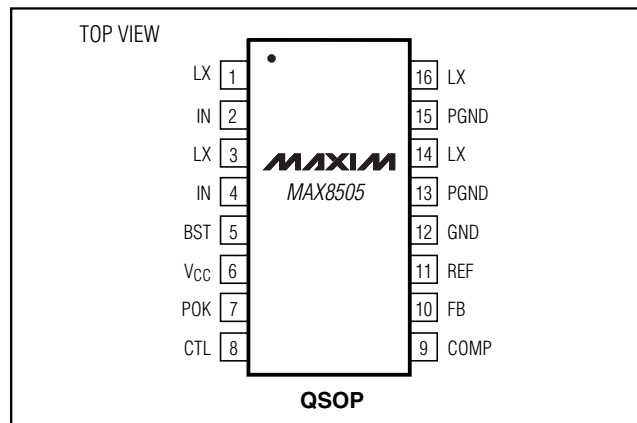 TOP VIEW
LX 1 16 LX
IN 2 15 PGND
LX 3 14 LX
IN 4 13 PGND
BST 5 12 GND
VCC 6 11 REF
POK 7 10 FB
CTL 8 9 COMP
MAXIM
MAX8505
QSOP